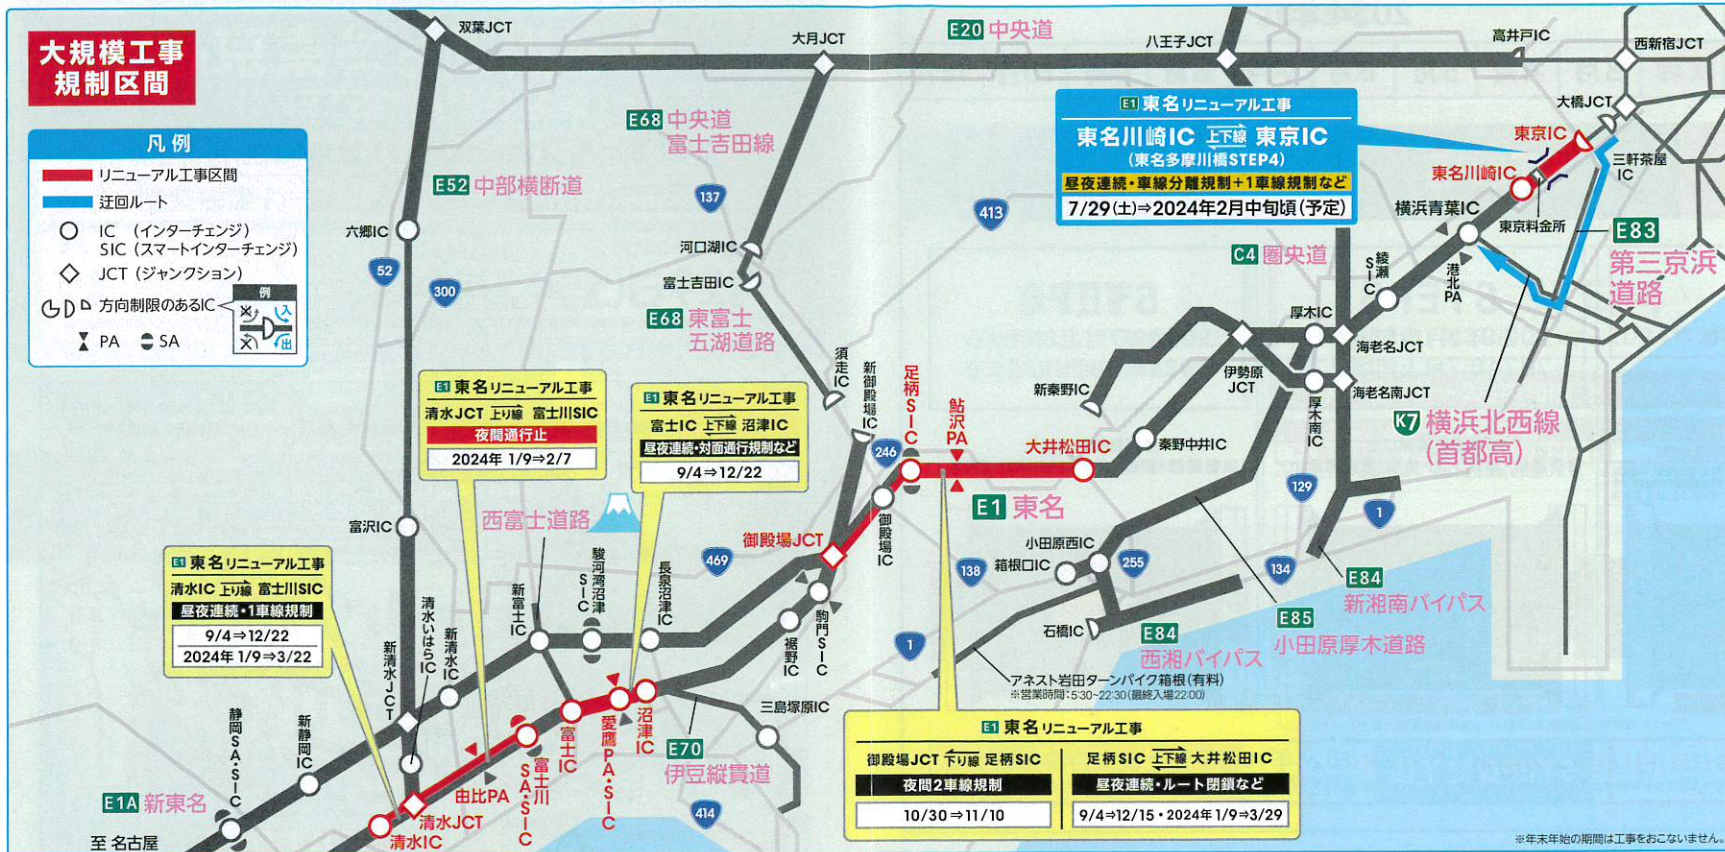 大規模工事
規制区間
凡例
リニューアル工事区間
迂回ルート
IC （インターチェンジ）
SIC（スマートインターチェンジ）
JCT（ジャンクション）
方向制限のあるIC
例
入
出
PA
SA
双葉JCT
大月JCT
E20 中央道
八王子JCT
高井戸IC
西新宿JCT
大橋JCT
東京IC
三軒茶屋
IC
東名川崎IC
東京料金所
横浜青葉IC
港北PA
綾瀬SIC
E83
第三京浜
道路
K7 横浜北西線
(首都高)
E1 東名リニューアル工事
東名川崎IC 上下線 東京IC
(東名多摩川橋STEP4)
昼夜連続・車線分離規制＋1車線規制など
7/29(土)⇒2024年2月中旬頃(予定)
E68 中央道
富士吉田線
E52 中部横断道
137
413
52
300
六郷IC
河口湖IC
富士吉田IC
E68 東富士
五湖道路
須走IC
新御殿場IC
C4 圏央道
厚木IC
海老名JCT
伊勢原
JCT
海老名南JCT
厚木南IC
新秦野IC
秦野中井IC
足柄SIC
鮎沢PA
大井松田IC
246
E1 東名
御殿場IC
御殿場JCT
E1 東名リニューアル工事
清水JCT 上り線 富士川SIC
夜間通行止
2024年 1/9⇒2/7
E1 東名リニューアル工事
富士IC 上下線 沼津IC
昼夜連続・対面通行規制など
9/4⇒12/22
西富士道路
富沢IC
E1 東名リニューアル工事
清水IC 上り線 富士川SIC
昼夜連続・1車線規制
9/4⇒12/22
2024年 1/9⇒3/22
469
138
255
129
134
1
1
小田原西IC
箱根口IC
石橋IC
E84
新湘南バイパス
E85
小田原厚木道路
E84
西湘バイパス
アネスト岩田ターンパイク箱根(有料)
※営業時間:5:30~22:30(最終入場22:00)
駒門SIC
裾野IC
長泉沼津IC
駿河湾沼津SIC
新富士IC
新清水IC
清水いはらIC
新清水JCT
三島塚原IC
E70
伊豆縦貫道
414
沼津IC
愛鷹PA・SIC
富士IC
富士川SA・SIC
由比PA
清水JCT
清水IC
新静岡IC
静岡SA・SIC
E1A 新東名
至 名古屋
E1 東名リニューアル工事
御殿場JCT 下り線 足柄SIC
夜間2車線規制
10/30⇒11/10
足柄SIC 上下線 大井松田IC
昼夜連続・ルート閉鎖など
9/4⇒12/15・2024年 1/9⇒3/29
※年末年始の期間は工事をおこないません。